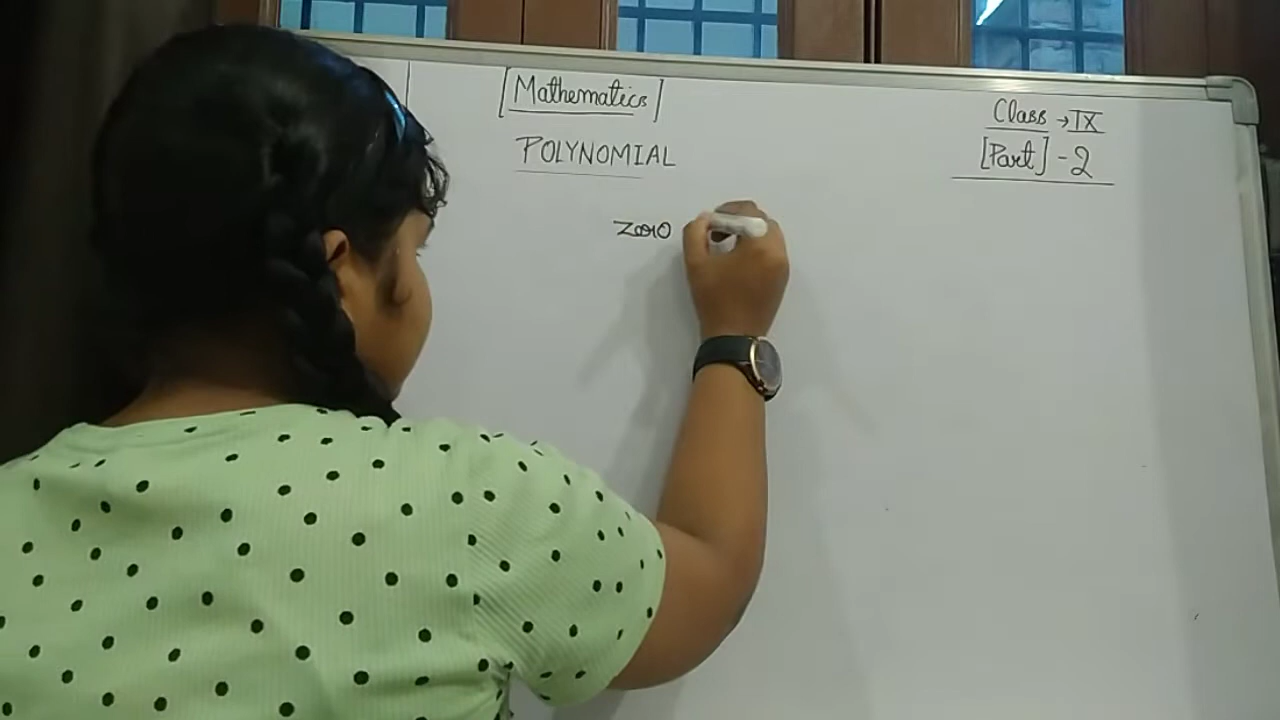 [Mathematics]
POLYNOMIAL
Class → IX
[Part] - 2
Zero